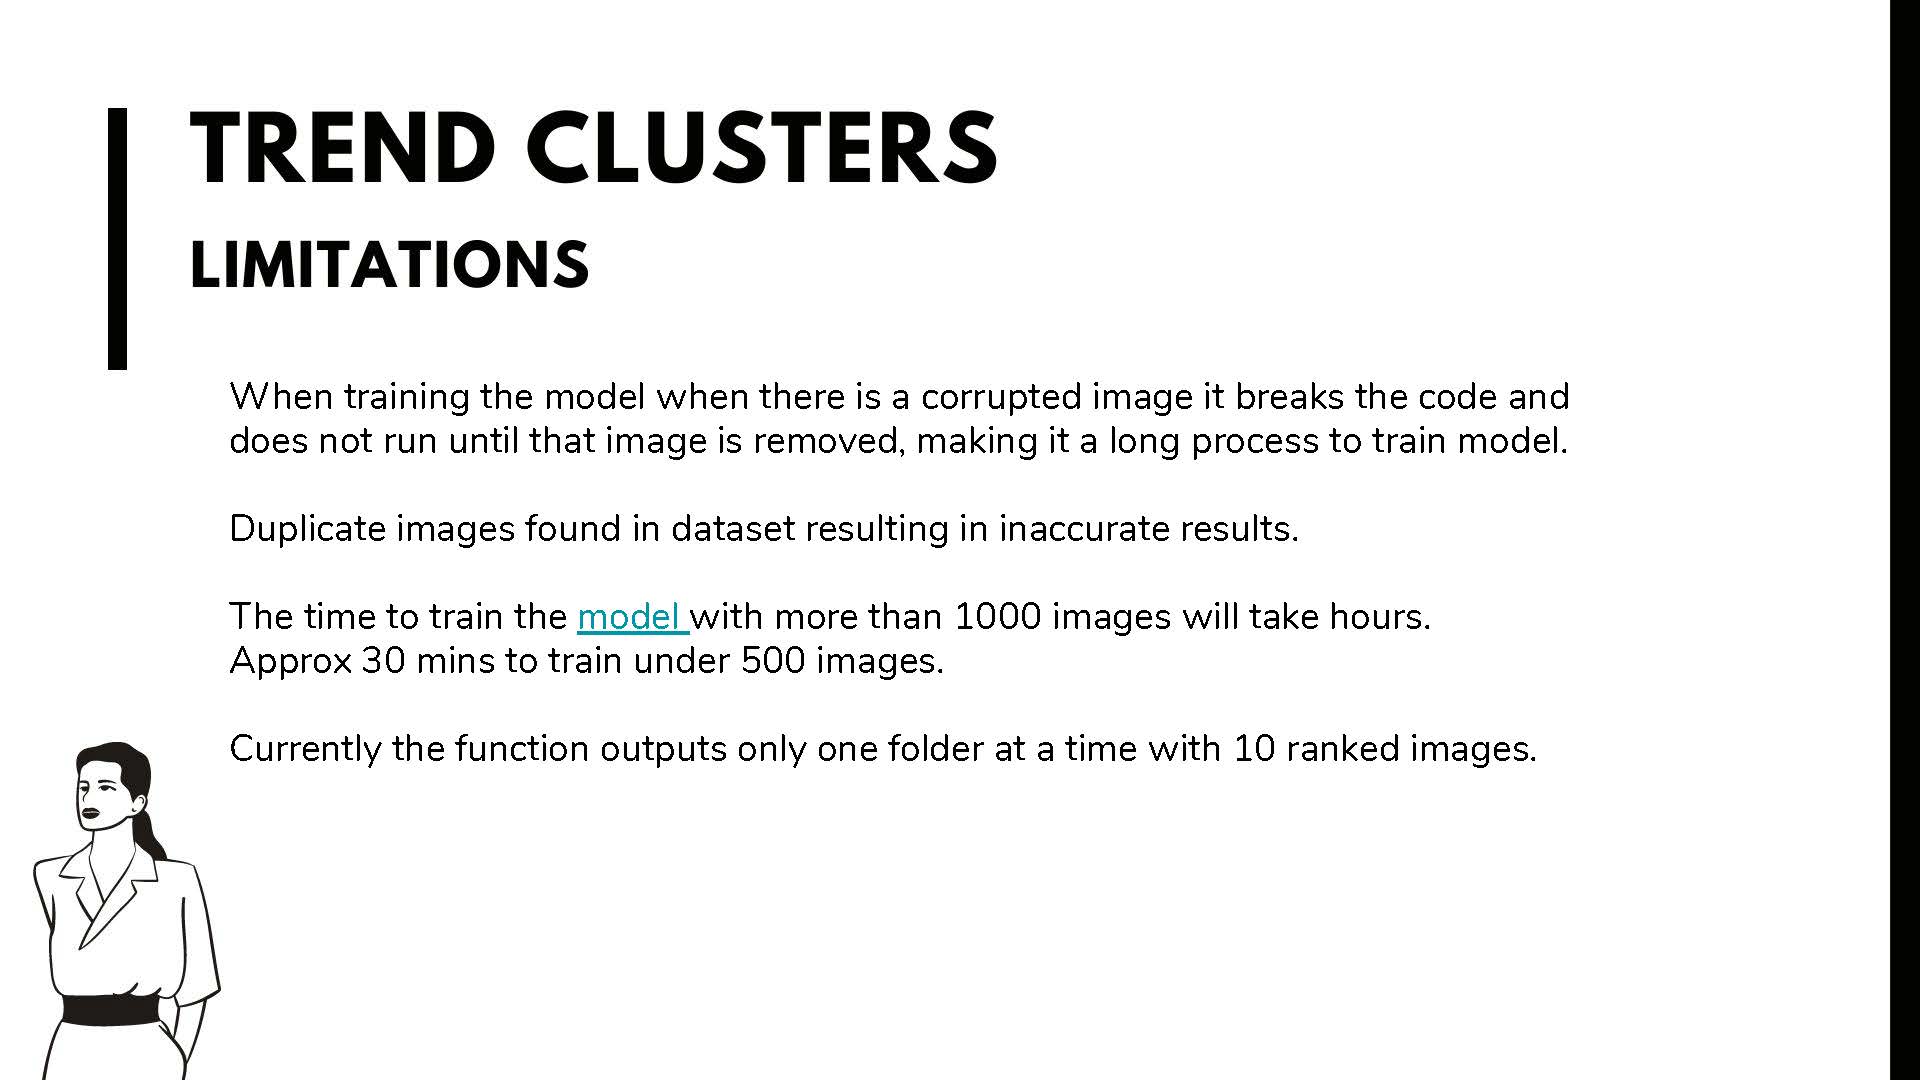 TREND CLUSTERS
LIMITATIONS
When training the model when there is a corrupted image it breaks the code and
does not run until that image is removed, making it a long process to train model.
Duplicate images found in dataset resulting in inaccurate results.
The time to train the model with more than 1000 images will take hours.
Approx 30 mins to train under 500 images.
Currently the function outputs only one folder at a time with 10 ranked images.